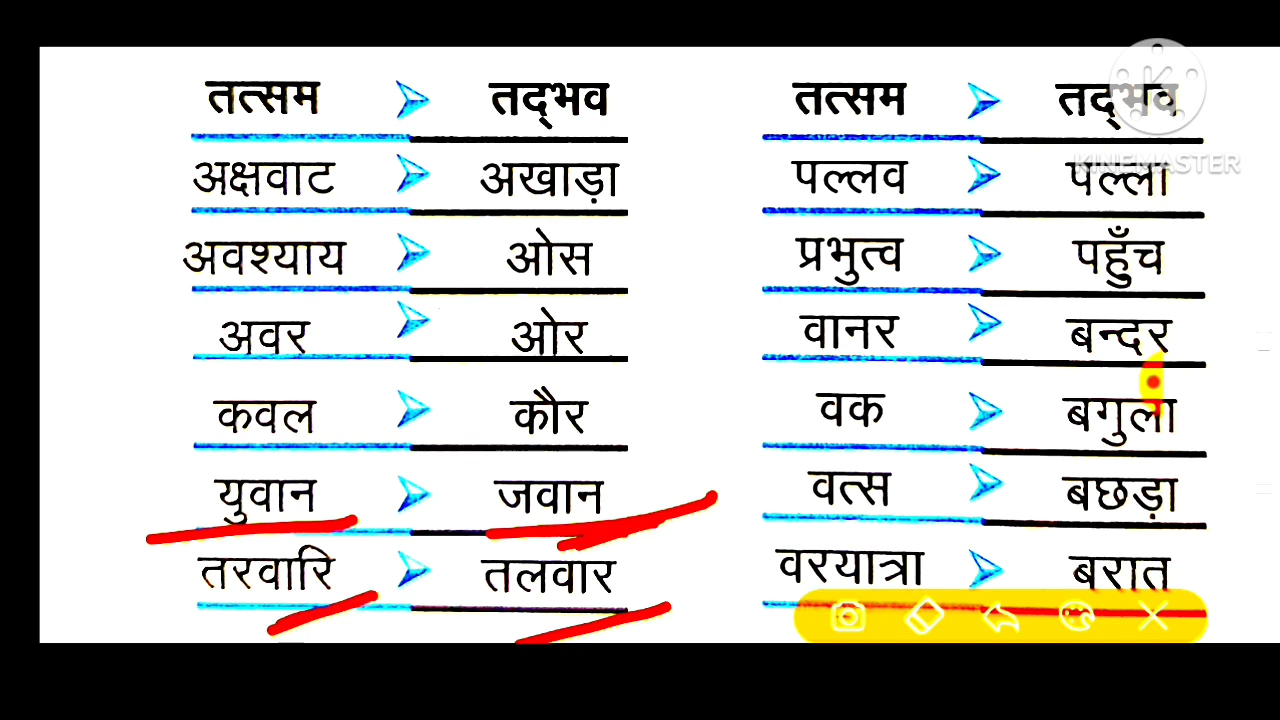 तत्सम तद्भव तत्सम तद्भव
अक्षवाट अखाड़ा पल्लव पल्ला
KINEMASTER
अवश्याय ओस प्रभुत्व पहुँच
अवर ओर वानर बन्दर
कवल कौर वक बगुला
युवान जवान वत्स बछड़ा
तरवारि तलवार वरयात्रा बरात